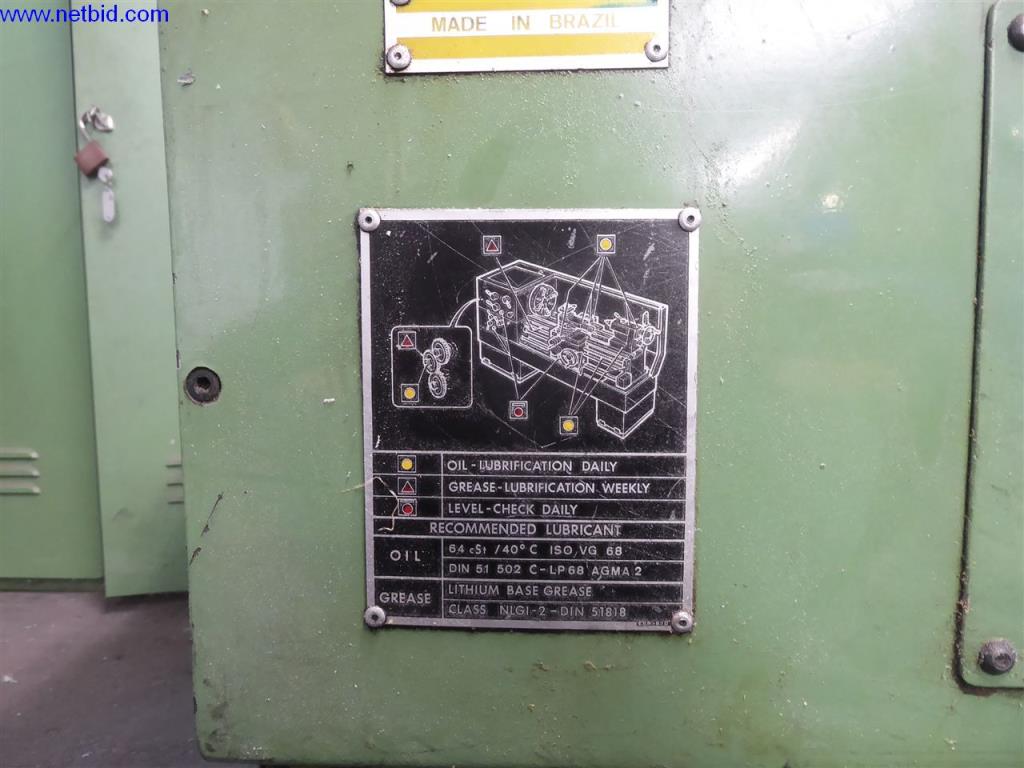 www.netbid.com
MADE IN BRAZIL
OIL-LUBRIFICATION DAILY
GREASE-LUBRIFICATION WEEKLY
LEVEL-CHECK DAILY
RECOMMENDED LUBRICANT
OIL
64 cSt /40°C ISO VG 68
DIN 51 502 C-LP68 AGMA 2
GREASE
LITHIUM BASE GREASE
CLASS NLGI-2-DIN 51818